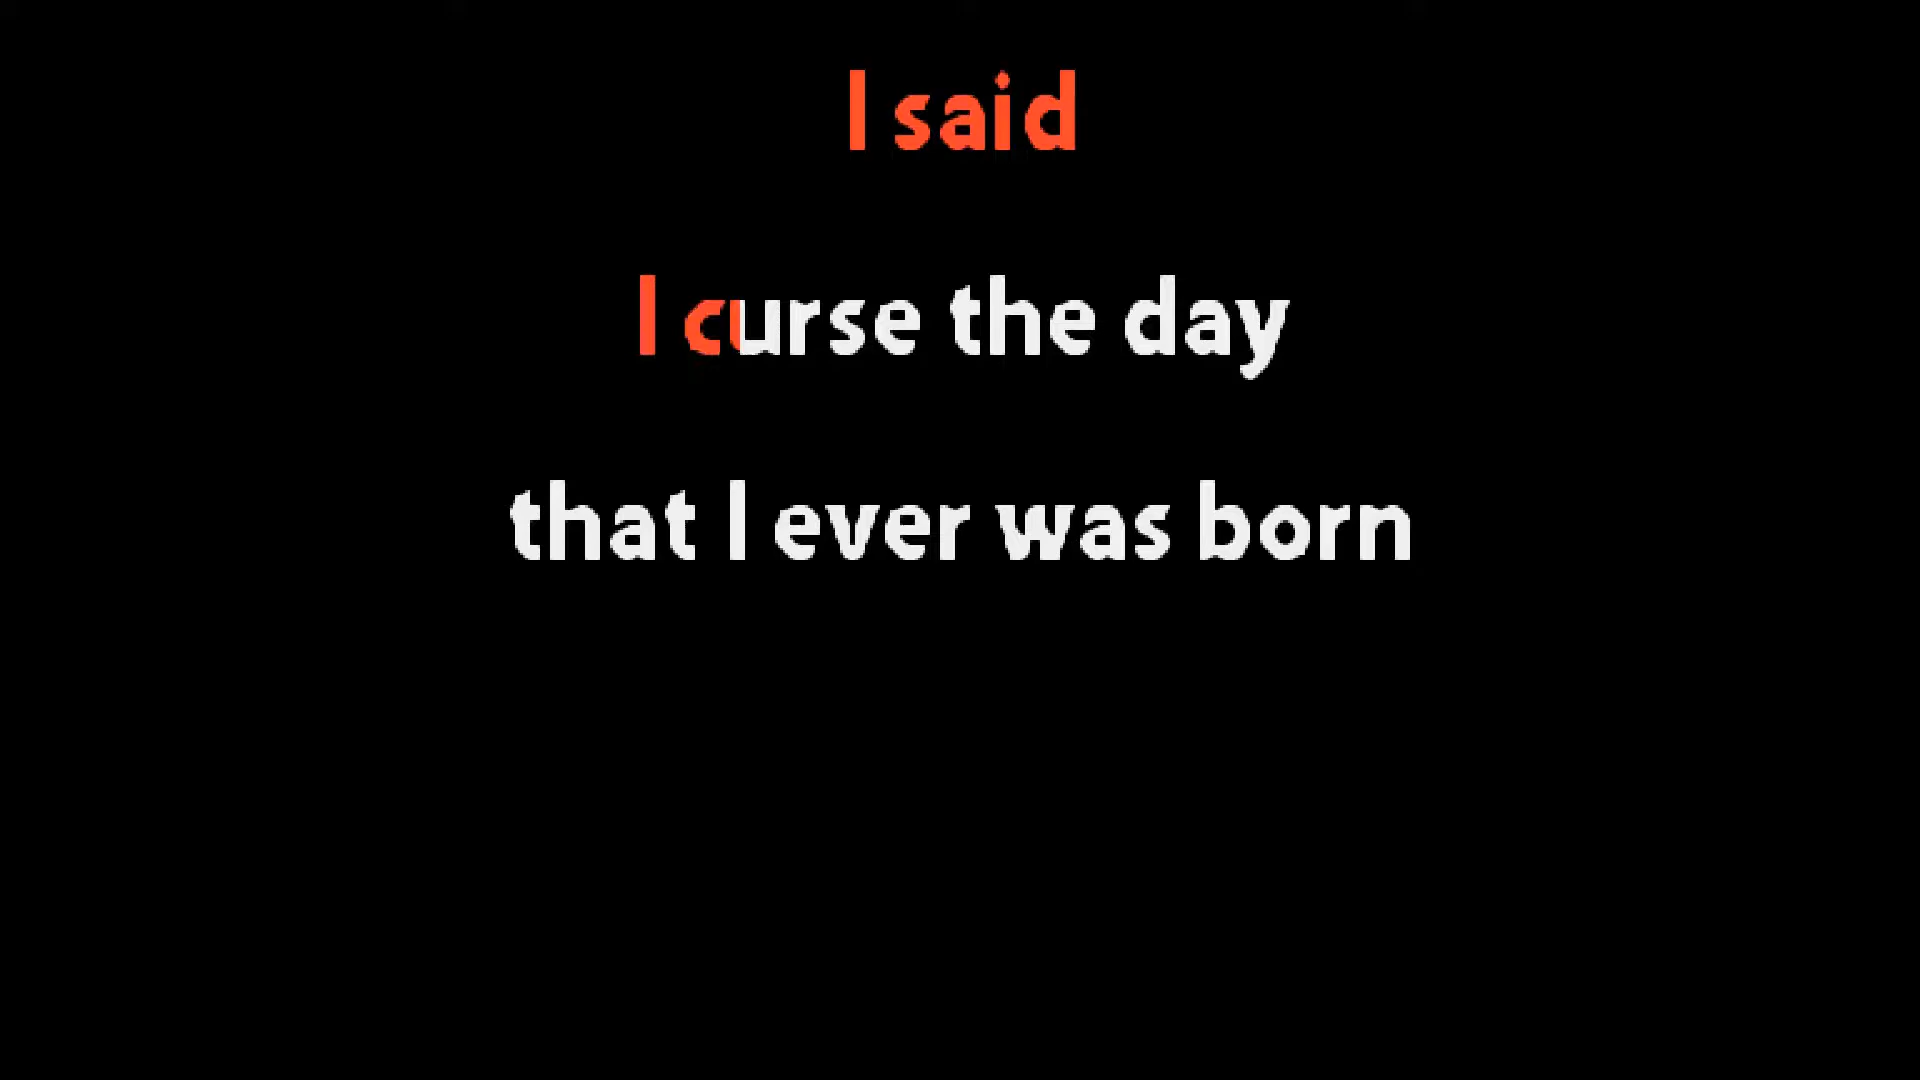 I said
I curse the day
that I ever was born